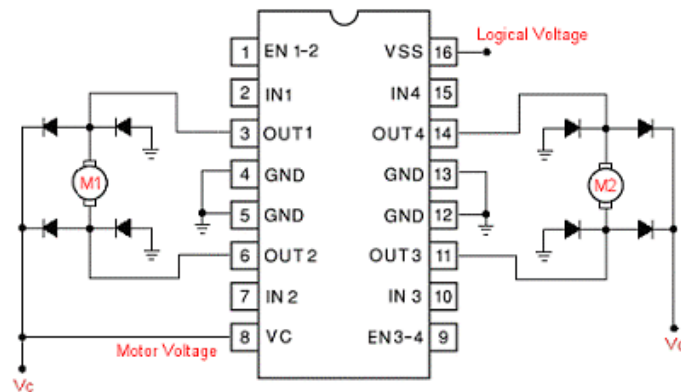 1 EN 1-2
2 IN1
3 OUT1
4 GND
5 GND
6 OUT2
7 IN 2
8 VC
VSS 16
IN4 15
OUT4 14
GND 13
GND 12
OUT3 11
IN 3 10
EN3-4 9
Logical Voltage
M1
M2
Motor Voltage
Vc